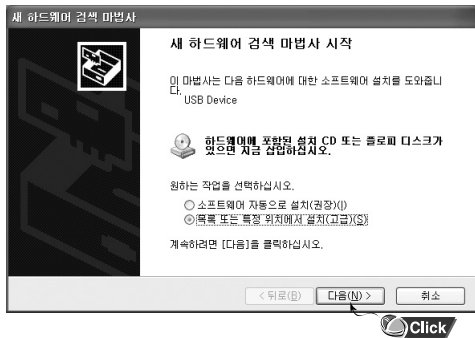 새 하드웨어 검색 마법사
새 하드웨어 검색 마법사 시작
이 마법사는 다음 하드웨어에 대한 소프트웨어 설치를 도와줍니
다.
USB Device
하드웨어에 포함된 설치 CD 또는 플로피 디스크가
있으면 지금 삽입하십시오.
원하는 작업을 선택하십시오.
소프트웨어 자동으로 설치(권장)(I)
목록 또는 특정 위치에서 설치(고급)(S)
계속하려면 [다음]을 클릭하십시오.
< 뒤로(B) 다음(N) > 취소
Click